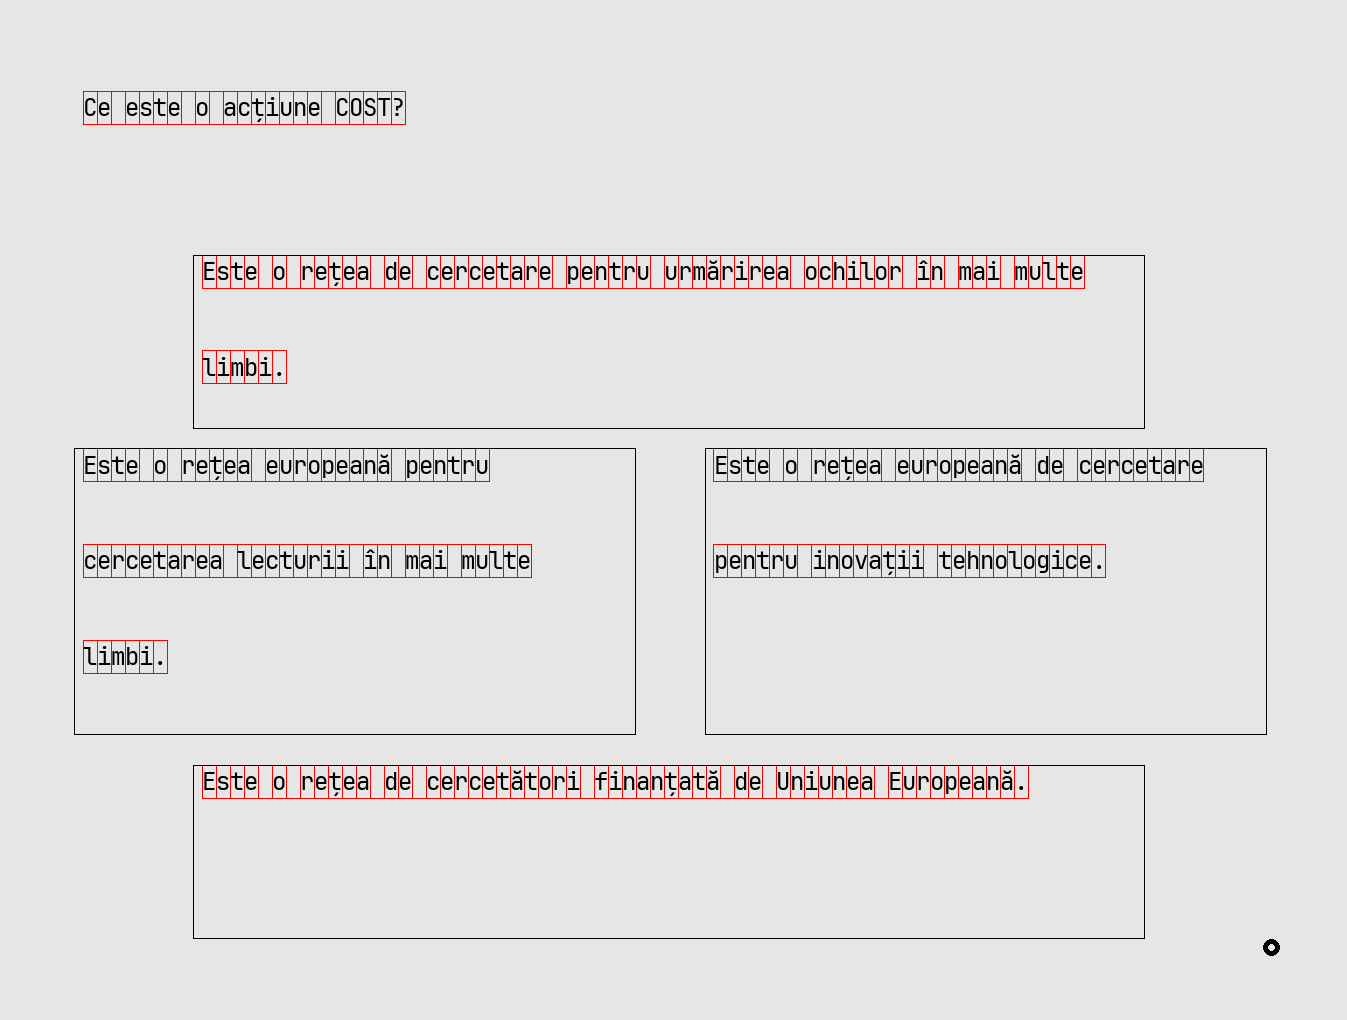 Ce este o acțiune COST?
Este o rețea de cercetare pentru urmărirea ochilor în mai multe
limbi.
Este o rețea europeană pentru
cercetarea lecturii în mai multe
limbi.
Este o rețea europeană de cercetare
pentru inovații tehnologice.
Este o rețea de cercetători finanțată de Uniunea Europeană.